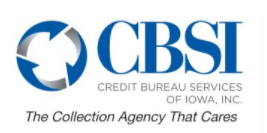 CBSI
CREDIT BUREAU SERVICES
OF IOWA, INC.
The Collection Agency That Cares